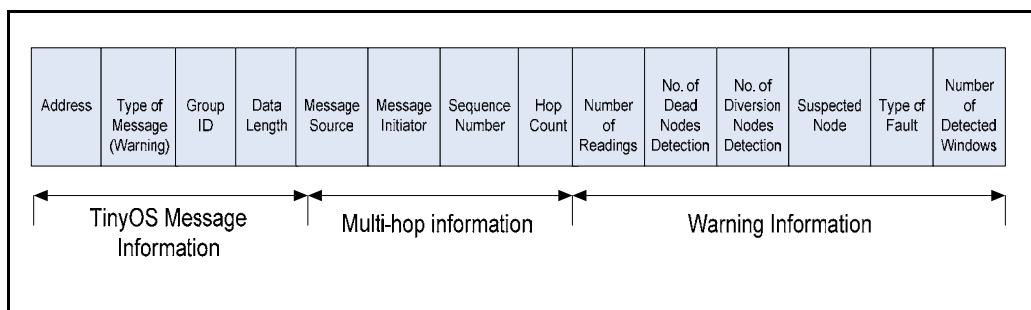 Address
Type of
Message
(Warning)
Group
ID
Data
Length
Message
Source
Message
Initiator
Sequence
Number
Hop
Count
Number
of
Readings
No. of
Dead
Nodes
Detection
No. of
Diversion
Nodes
Detection
Suspected
Node
Type of
Fault
Number
of
Detected
Windows
TinyOS Message
Information
Multi-hop information
Warning Information